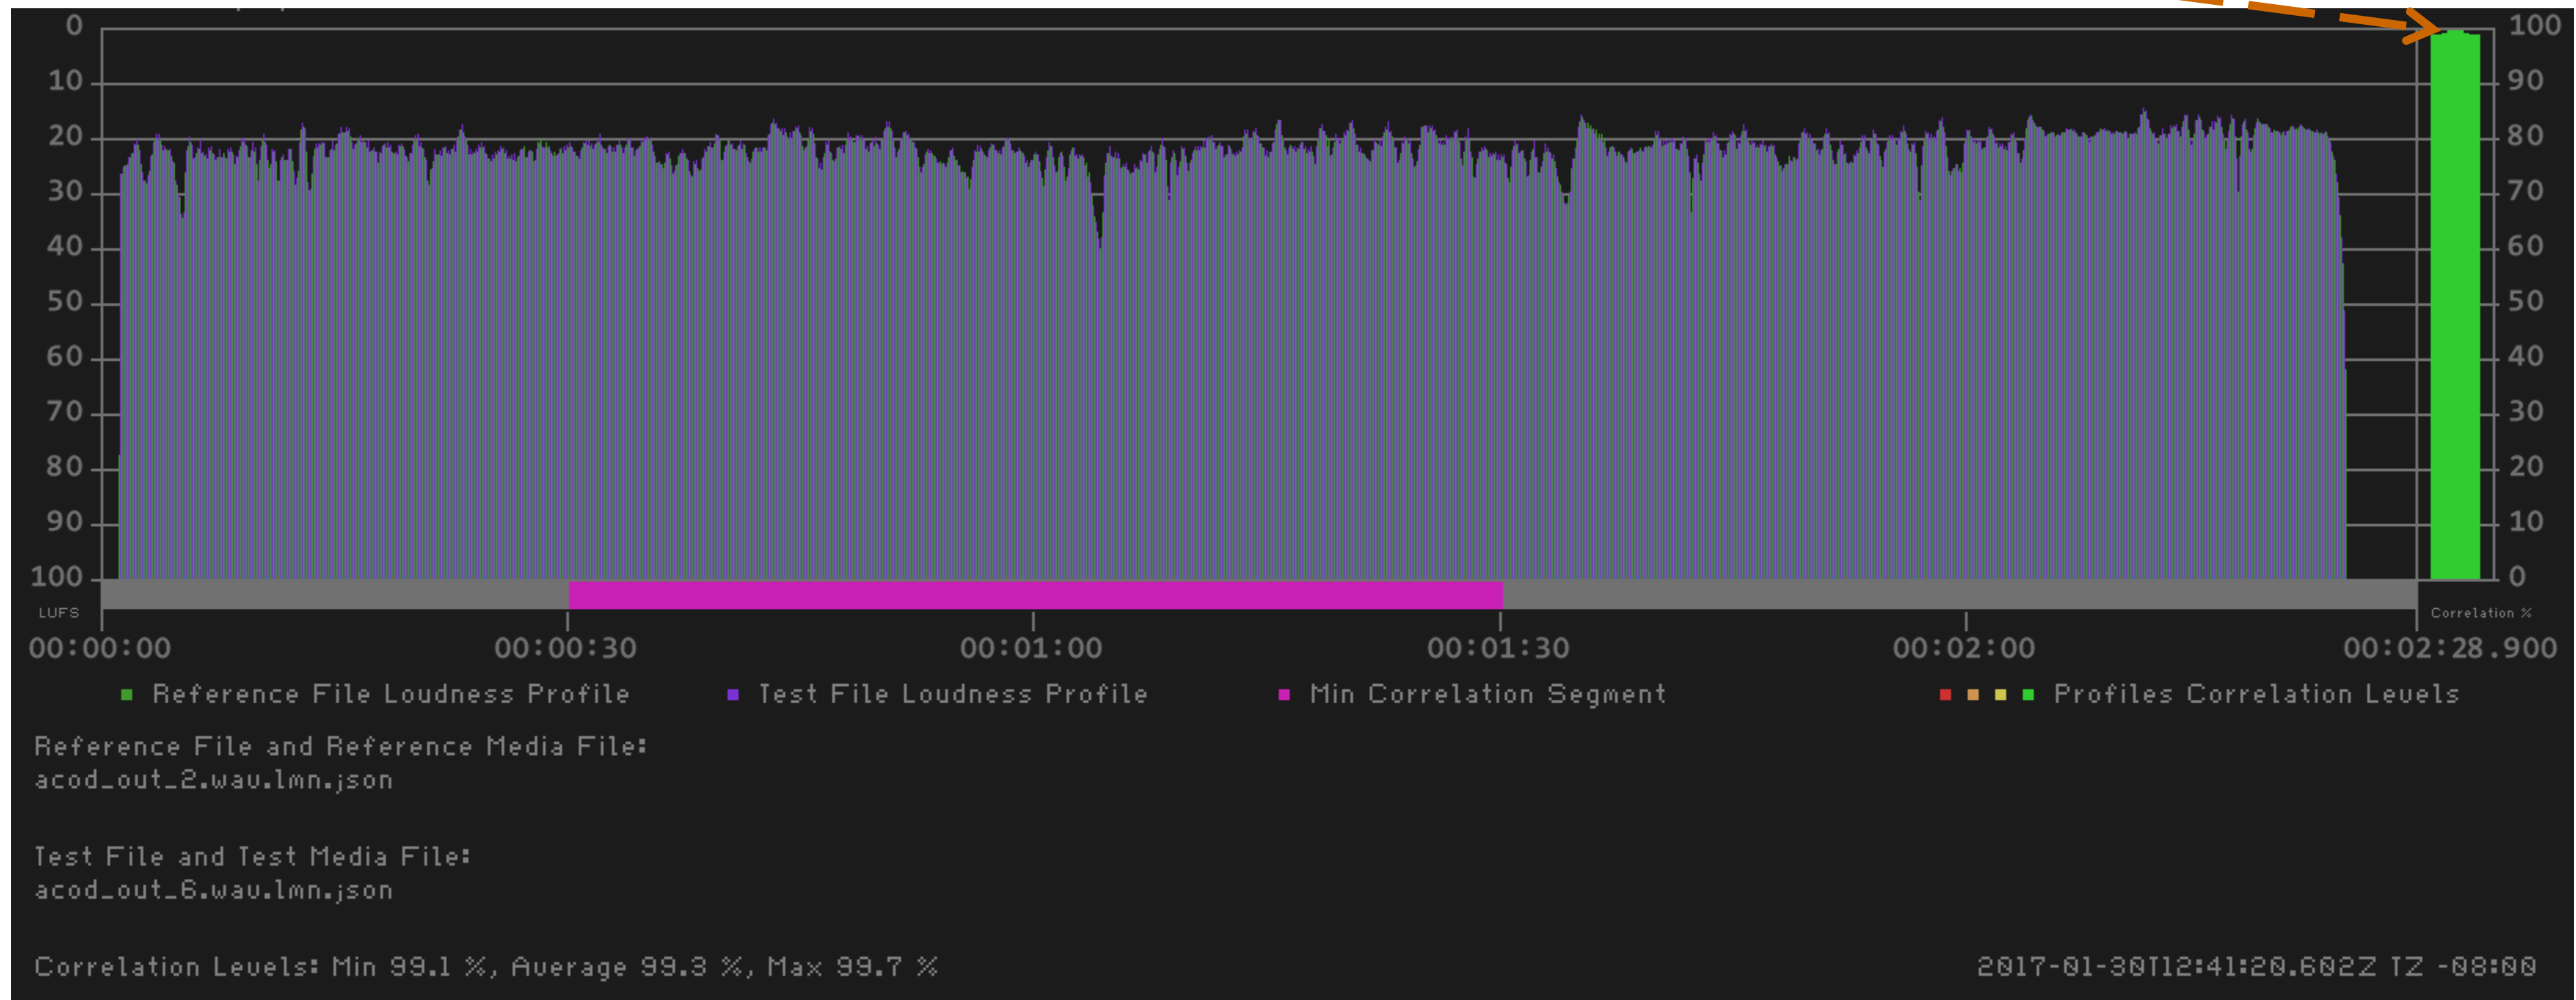 0 100
10 90
20 80
30 70
40 60
50 50
60 40
70 30
80 20
90 10
100 0
LUFS Correlation %
00:00:00 00:00:30 00:01:00 00:01:30 00:02:00 00:02:28.900
Reference File Loudness Profile Test File Loudness Profile Min Correlation Segment Profiles Correlation Levels
Reference File and Reference Media File:
acod_out_2.wav.lmn.json
Test File and Test Media File:
acod_out_6.wav.lmn.json
Correlation Levels: Min 99.1 %, Average 99.3 %, Max 99.7 % 2017-01-30T12:41:20.602Z TZ -08:00